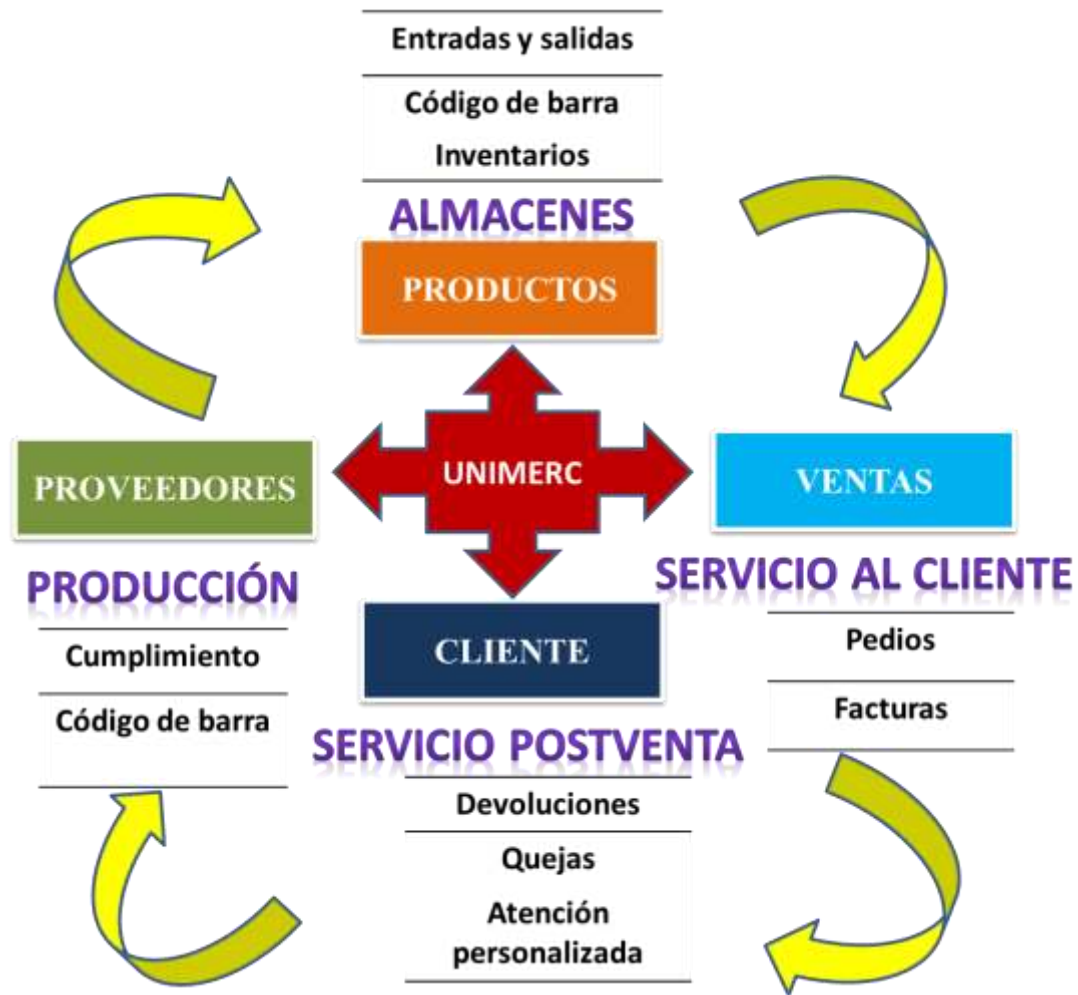 Entradas y salidas
Código de barra
Inventarios
ALMACENES
PRODUCTOS
UNIMERC
PROVEEDORES
VENTAS
PRODUCCIÓN
Cumplimiento
Código de barra
SERVICIO AL CLIENTE
Pedios
Facturas
CLIENTE
SERVICIO POSTVENTA
Devoluciones
Quejas
Atención
personalizada